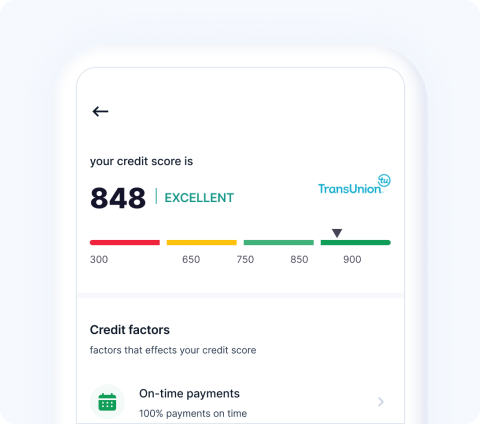 your credit score is
848 | EXCELLENT
TransUnion tu
300 650 750 850 900
Credit factors
factors that effects your credit score
On-time payments
100% payments on time